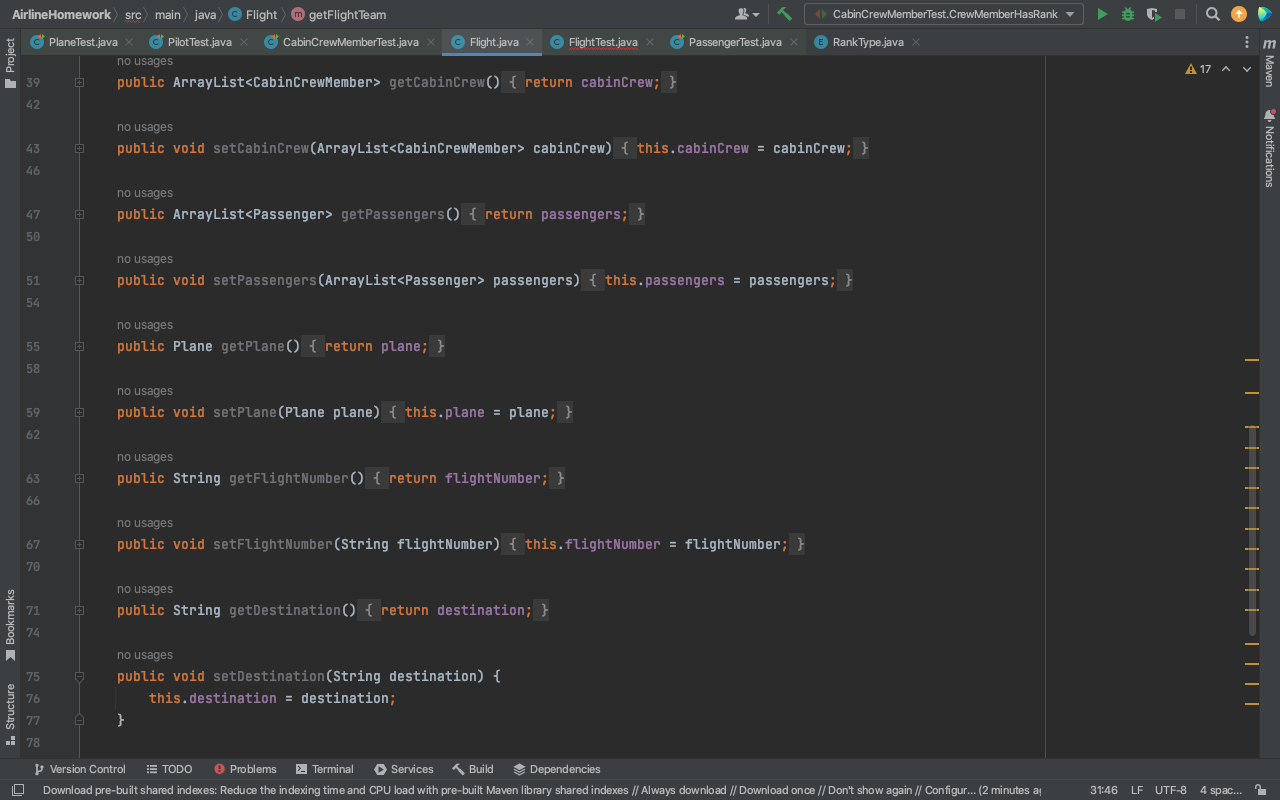 AirlineHomework src main java Flight getFlightTeam CabinCrewMemberTest.CrewMemberHasRank
PlaneTest.java PilotTest.java CabinCrewMemberTest.java Flight.java FlightTest.java PassengerTest.java RankType.java
Project
Maven
Notifications
17
no usages
39 public ArrayList<CabinCrewMember> getCabinCrew() { return cabinCrew; }
42
no usages
43 public void setCabinCrew(ArrayList<CabinCrewMember> cabinCrew) { this.cabinCrew = cabinCrew; }
46
no usages
47 public ArrayList<Passenger> getPassengers() { return passengers; }
50
no usages
51 public void setPassengers(ArrayList<Passenger> passengers) { this.passengers = passengers; }
54
no usages
55 public Plane getPlane() { return plane; }
58
no usages
59 public void setPlane(Plane plane) { this.plane = plane; }
62
no usages
63 public String getFlightNumber() { return flightNumber; }
66
no usages
67 public void setFlightNumber(String flightNumber) { this.flightNumber = flightNumber; }
70
no usages
71 public String getDestination() { return destination; }
74
no usages
75 public void setDestination(String destination) {
76 this.destination = destination;
77 }
78
Bookmarks
Structure
Version Control TODO Problems Terminal Services Build Dependencies
Download pre-built shared indexes: Reduce the indexing time and CPU load with pre-built Maven library shared indexes // Always download // Download once // Don't show again // Configur... (2 minutes ag 31:46 LF UTF-8 4 spac...